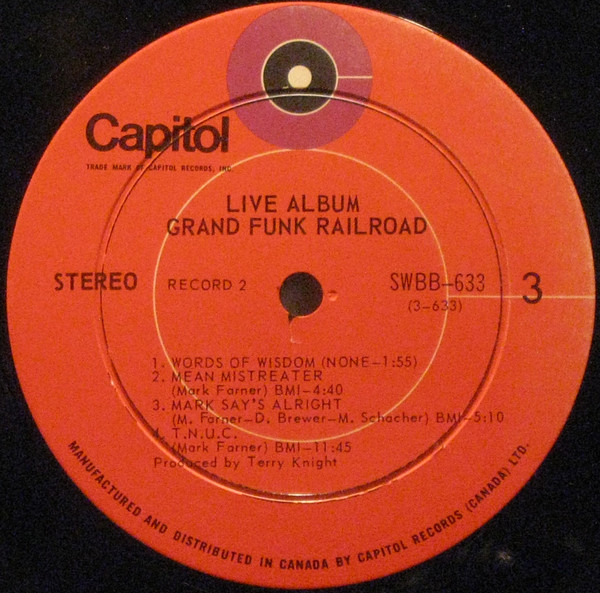 Capitol
TRADE MARK OF CAPITOL RECORDS, INC.
LIVE ALBUM
GRAND FUNK RAILROAD
STEREO RECORD 2 SWBB-633 3
(3-633)
1. WORDS OF WISDOM (NONE-1:55)
2. MEAN MISTREATER
(Mark Farner) BMI-4:40
3. MARK SAY'S ALRIGHT
(M. Farner-D. Brewer-M. Schacher) BMI-5:10
4. T.N.U.C.
(Mark Farner) BMI-11:45
Produced by Terry Knight
MANUFACTURED AND DISTRIBUTED IN CANADA BY CAPITOL RECORDS (CANADA) LTD.